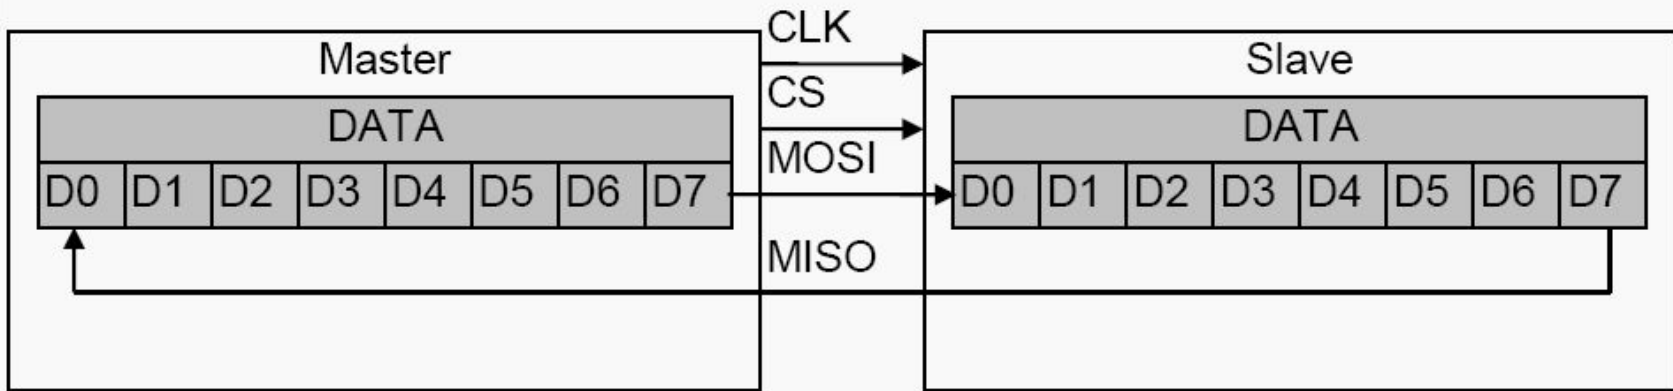 CLK
Master
Slave
CS
DATA
DATA
MOSI
D0 D1 D2 D3 D4 D5 D6 D7
D0 D1 D2 D3 D4 D5 D6 D7
MISO